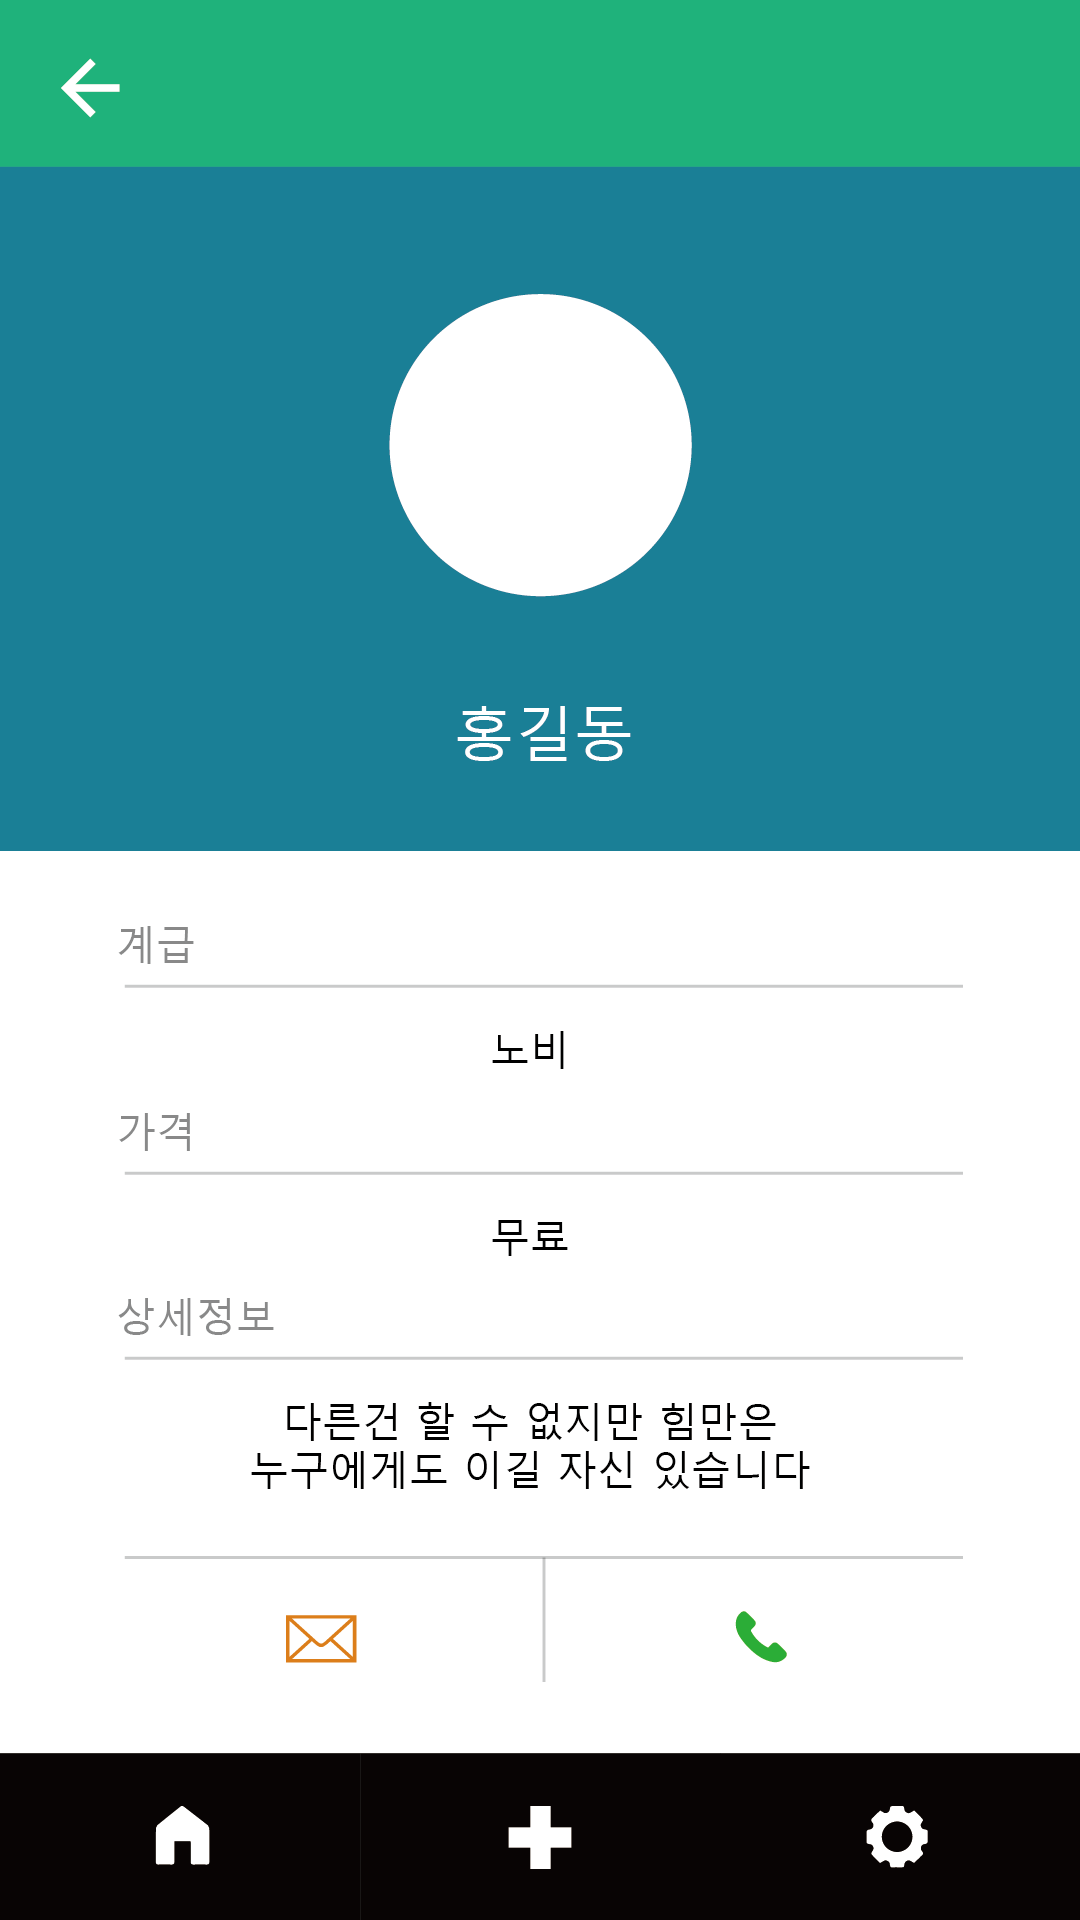 홍길동
계급
노비
가격
무료
상세정보
다른건 할 수 없지만 힘만은
누구에게도 이길 자신 있습니다